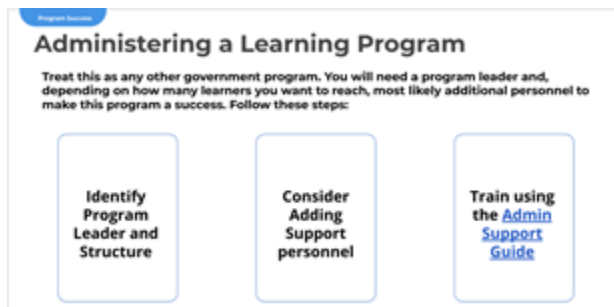 Program Success
Administering a Learning Program
Treat this as any other government program. You will need a program leader and,
depending on how many learners you want to reach, most likely additional personnel to
make this program a success. Follow these steps:
Identify
Program
Leader and
Structure
Consider
Adding
Support
personnel
Train using
the Admin
Support
Guide